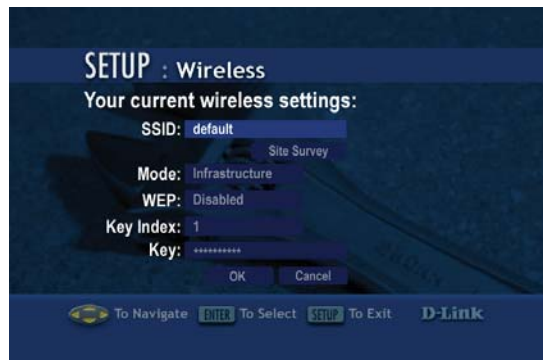 SETUP : Wireless
Your current wireless settings:
SSID: default
Site Survey
Mode: Infrastructure
WEP: Disabled
Key Index: 1
Key: **********
OK Cancel
To Navigate ENTER To Select SETUP To Exit D-Link